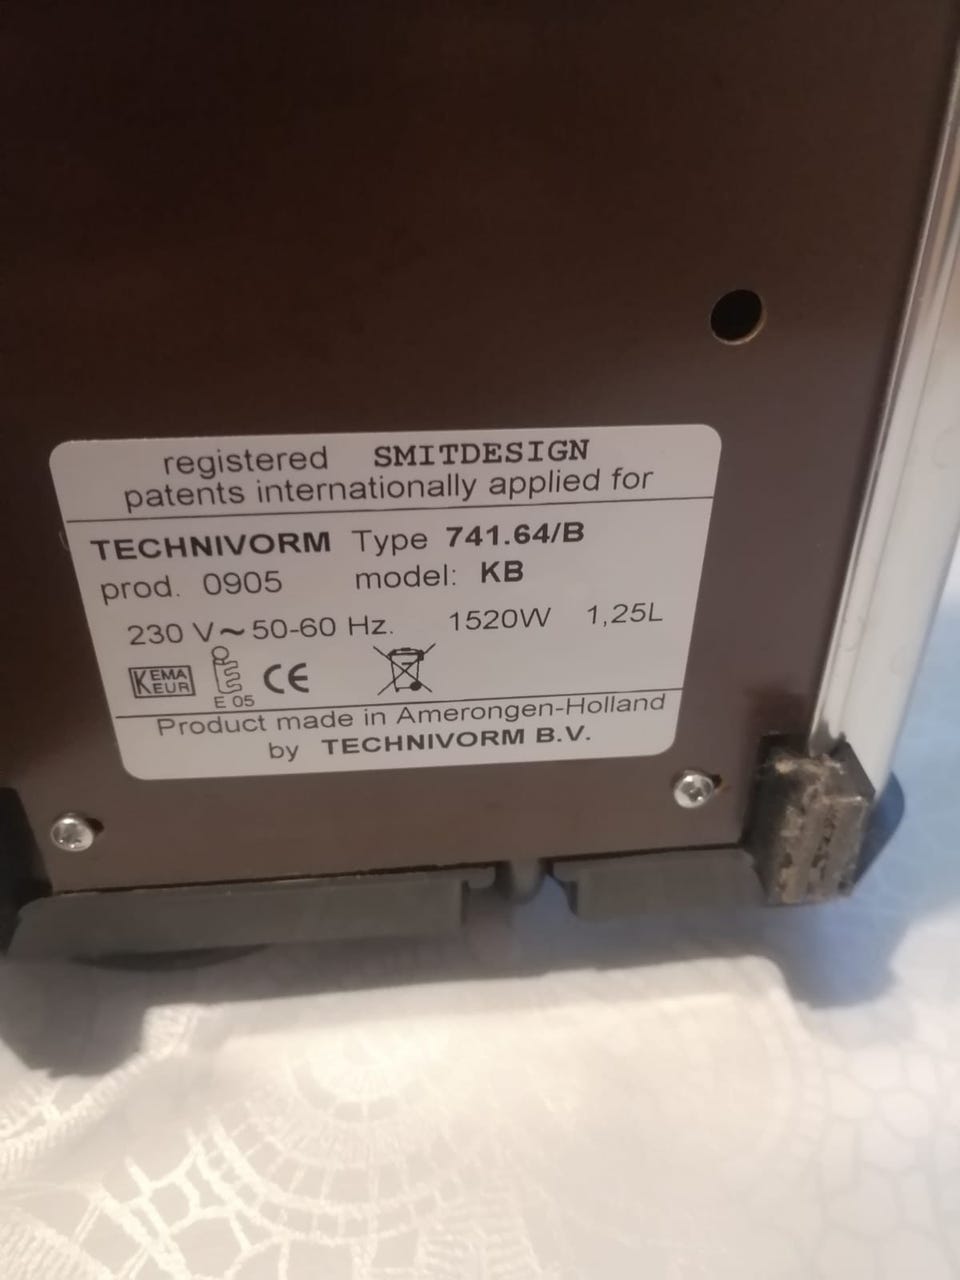 registered SMITDESIGN
patents internationally applied for
TECHNIVORM Type 741.64/B
prod. 0905 model: KB
230 V~ 50-60 Hz. 1520W 1,25L
KEMA
KEUR
E 05
CE
Product made in Amerongen-Holland
by TECHNIVORM B.V.